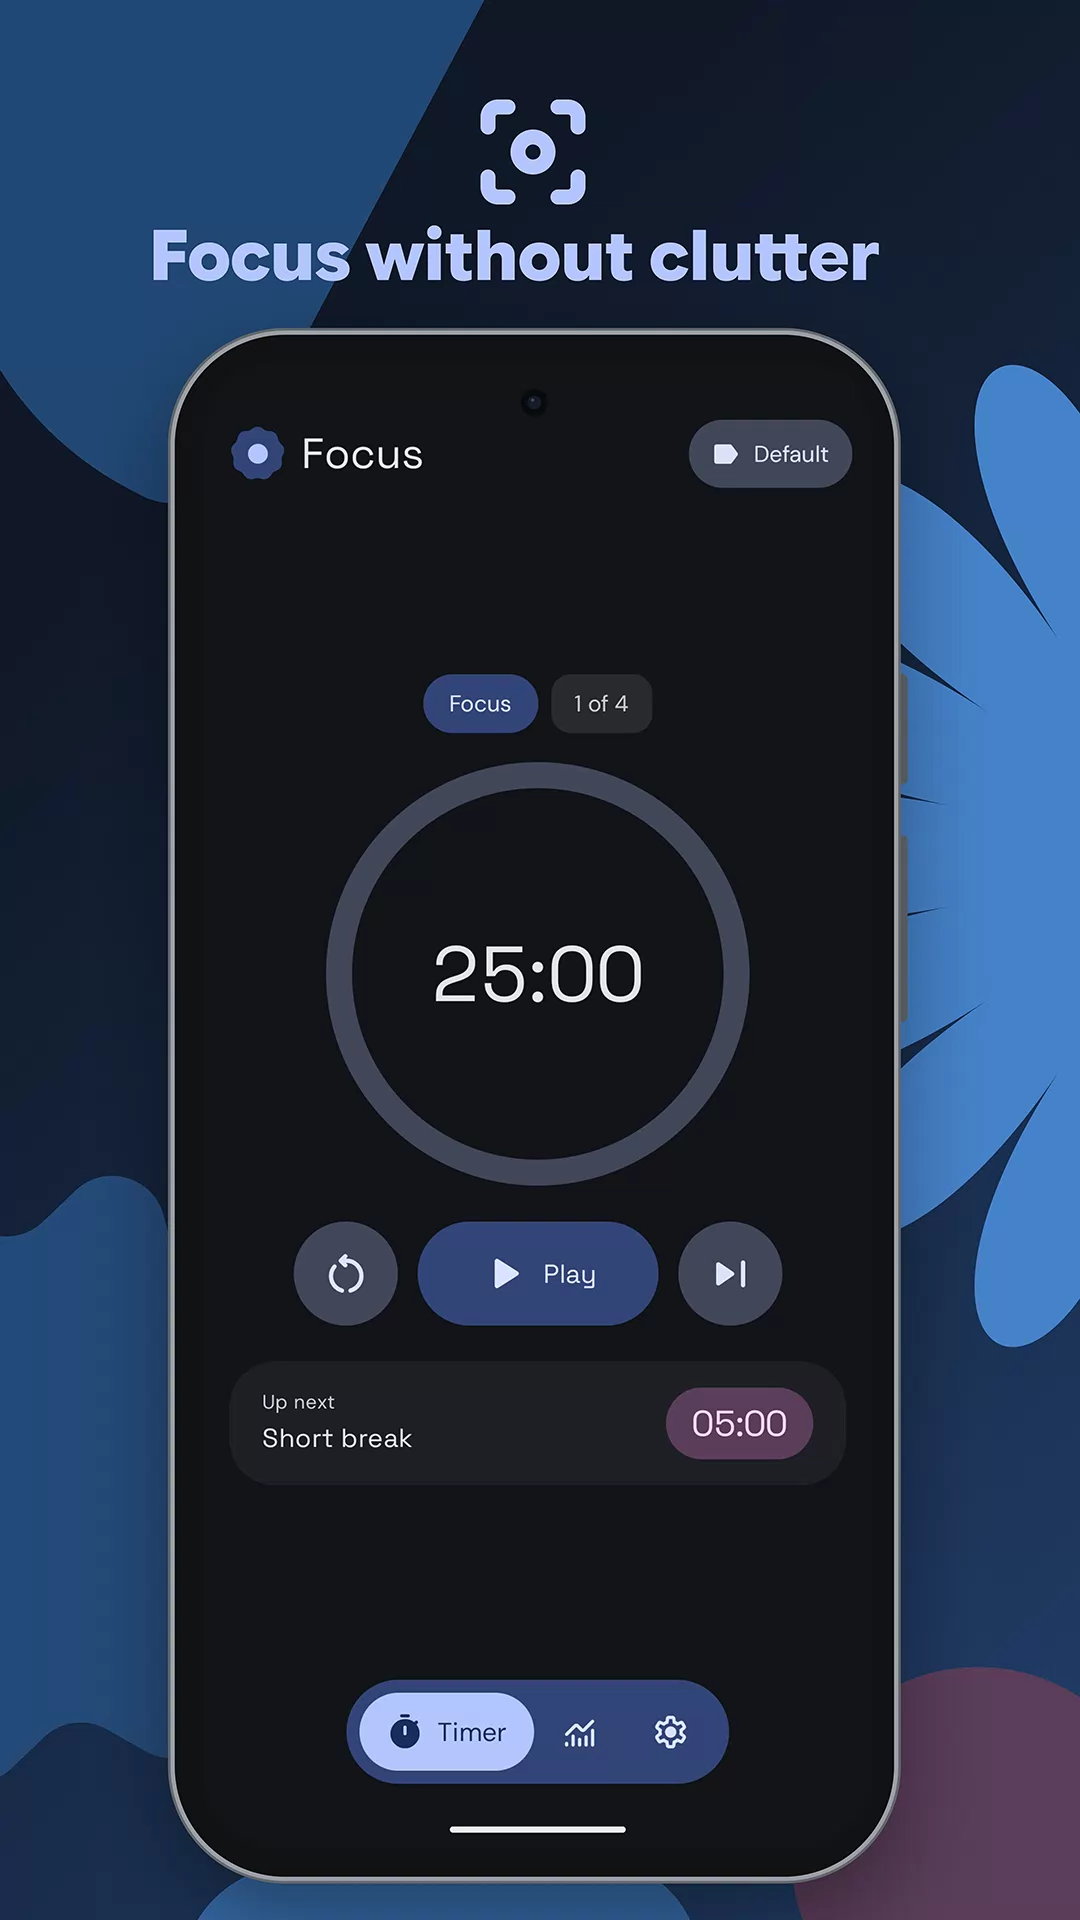 Focus without clutter
Focus
Default
Focus
1 of 4
25:00
Play
Up next
Short break
05:00
Timer